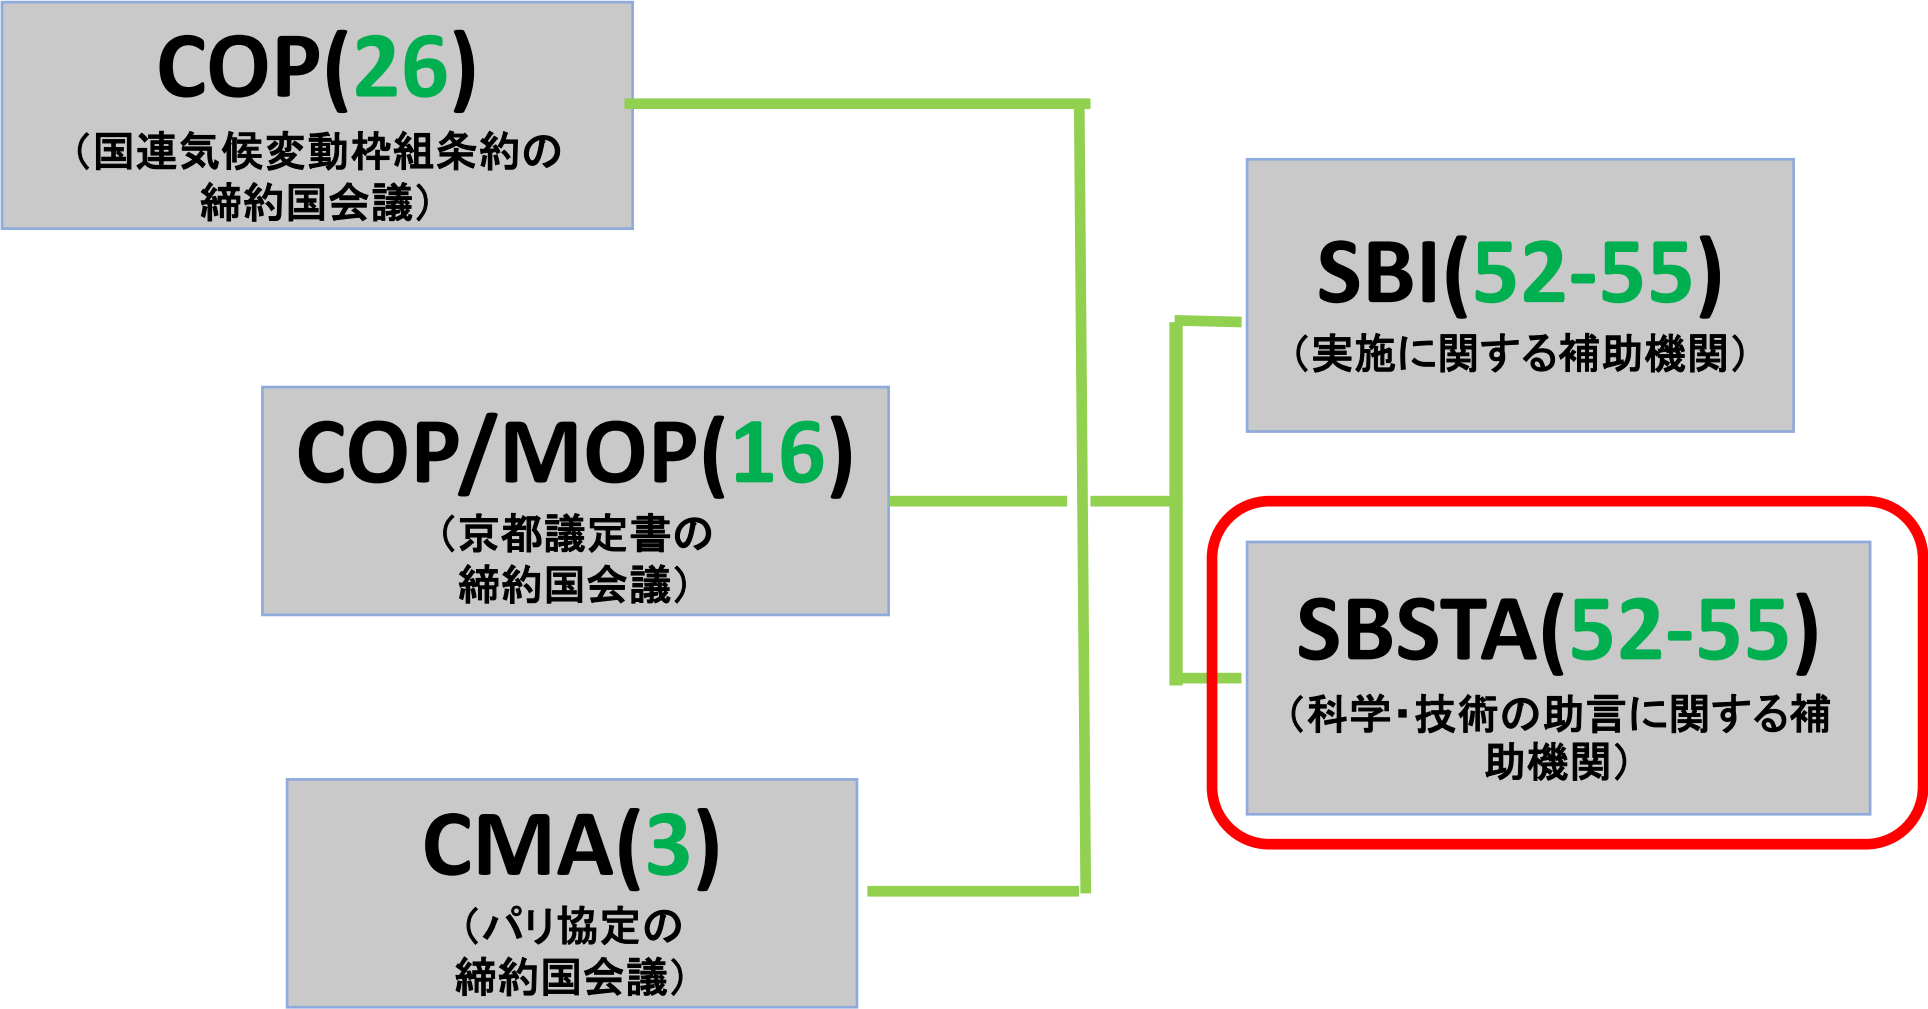 COP(26)
（国連気候変動枠組条約の
締約国会議）
COP/MOP(16)
（京都議定書の
締約国会議）
CMA(3)
（パリ協定の
締約国会議）
SBI(52-55)
（実施に関する補助機関）
SBSTA(52-55)
（科学・技術の助言に関する補
助機関）